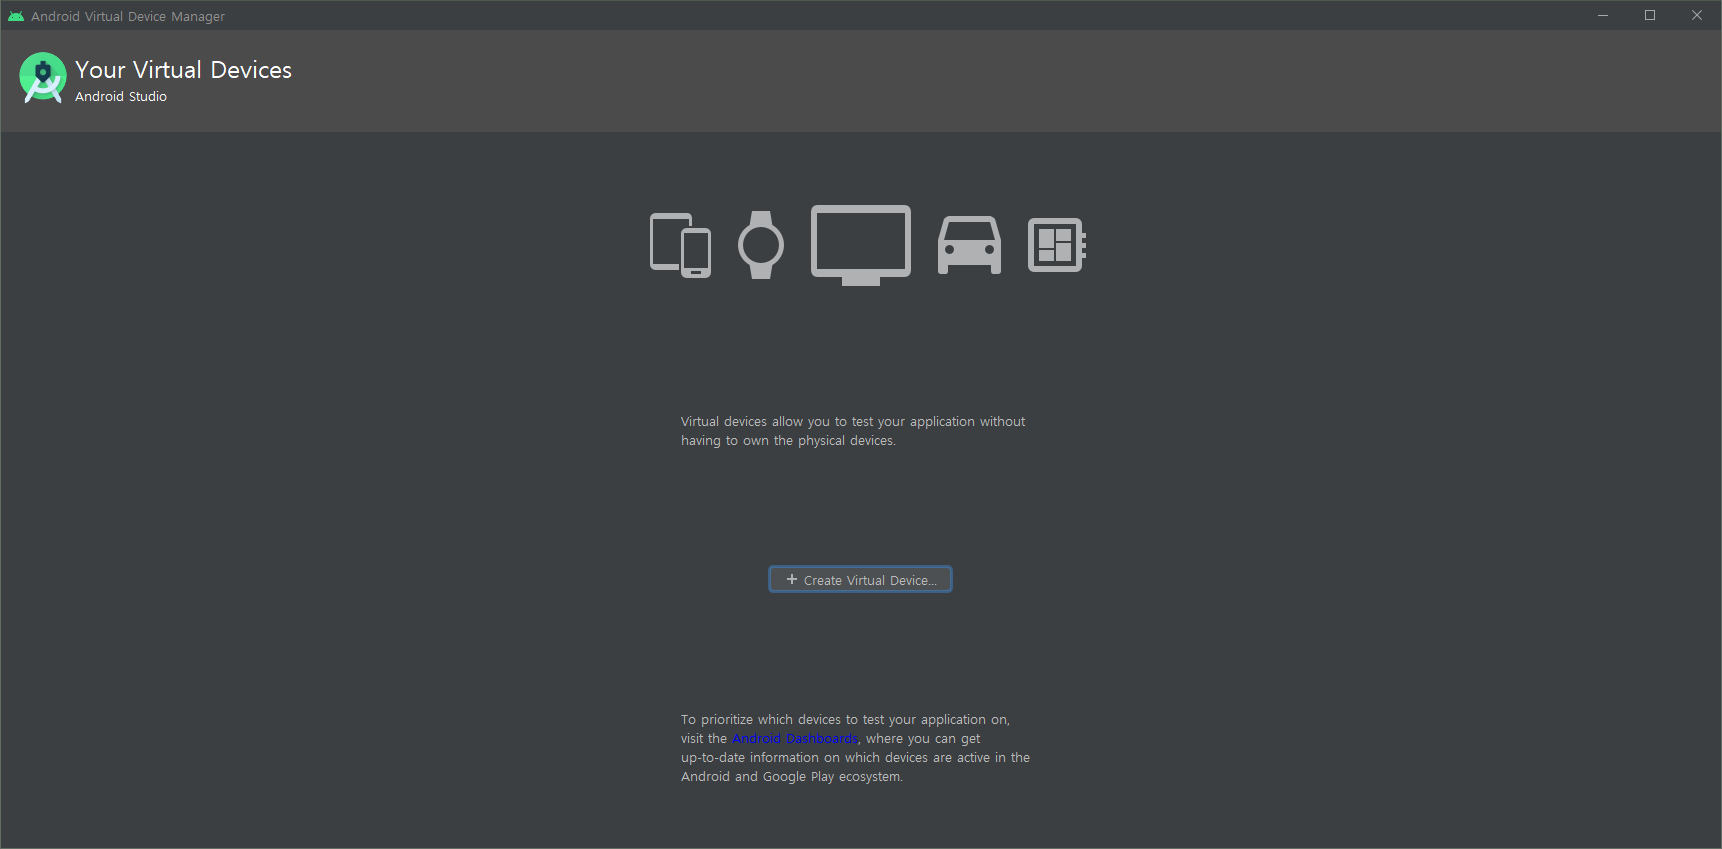 Android Virtual Device Manager
Your Virtual Devices
Android Studio
Virtual devices allow you to test your application without
having to own the physical devices.
+ Create Virtual Device...
To prioritize which devices to test your application on,
visit the Android Dashboards, where you can get
up-to-date information on which devices are active in the
Android and Google Play ecosystem.